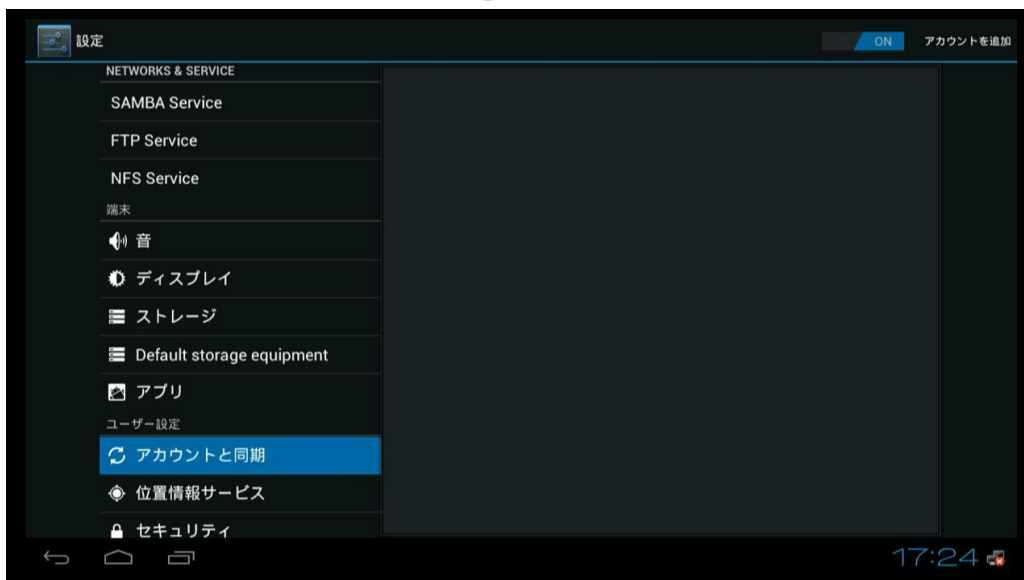 設定
ON
アカウントを追加
NETWORKS & SERVICE
SAMBA Service
FTP Service
NFS Service
端末
音
ディスプレイ
ストレージ
Default storage equipment
アプリ
ユーザー設定
アカウントと同期
位置情報サービス
セキュリティ
17:24